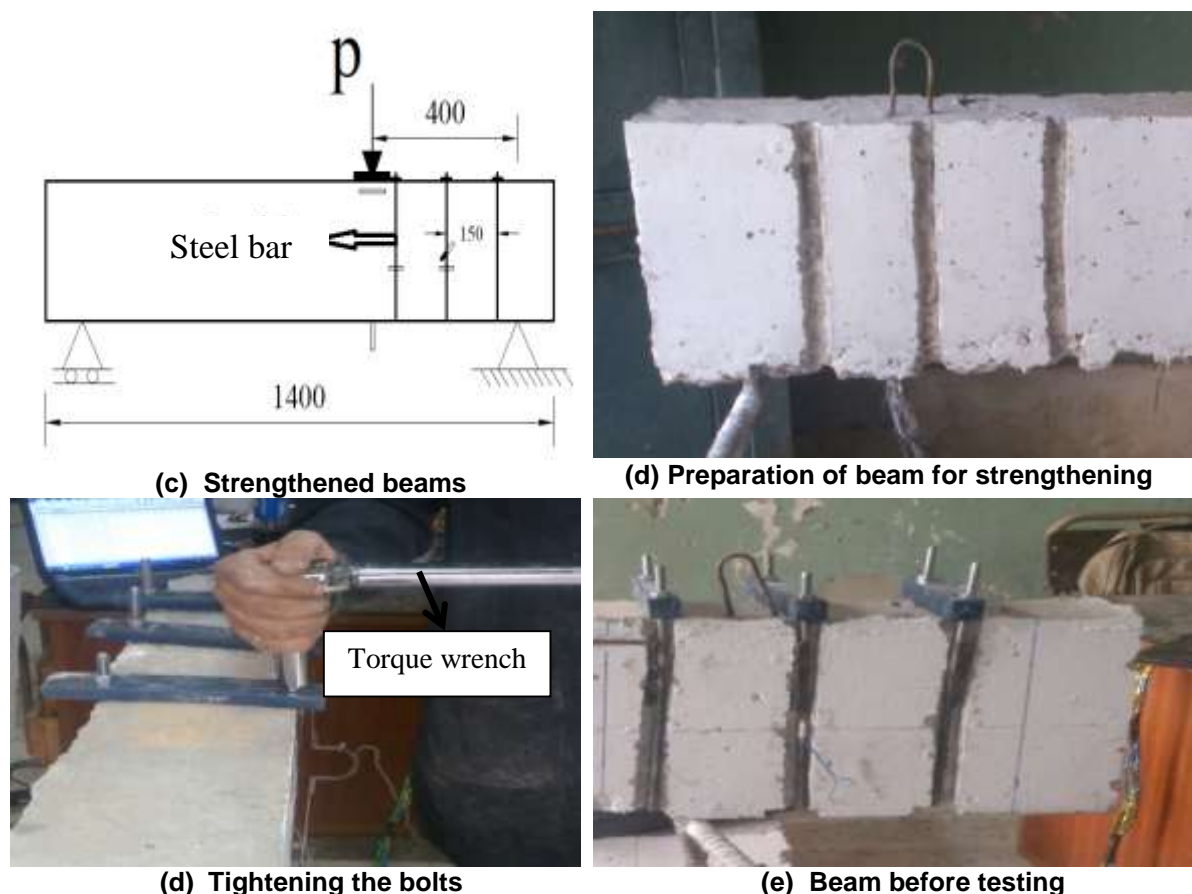 p
400
150
Steel bar
1400
(c) Strengthened beams
(d) Preparation of beam for strengthening
Torque wrench
(d) Tightening the bolts
(e) Beam before testing